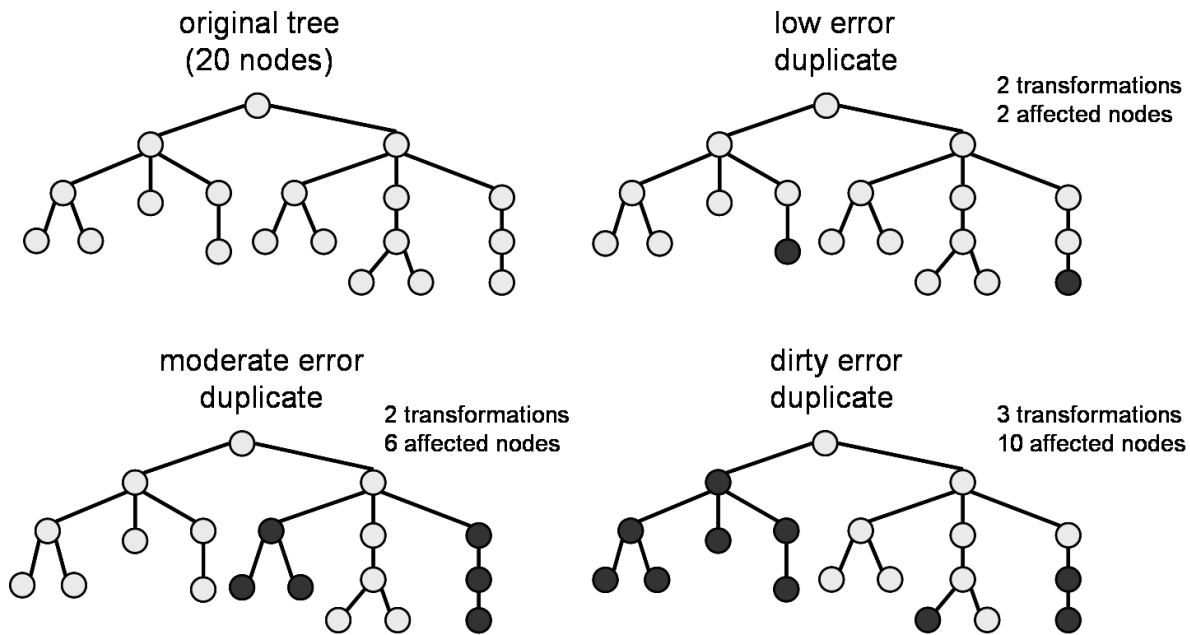 original tree
(20 nodes)
low error
duplicate
2 transformations
2 affected nodes
moderate error
duplicate
2 transformations
6 affected nodes
dirty error
duplicate
3 transformations
10 affected nodes